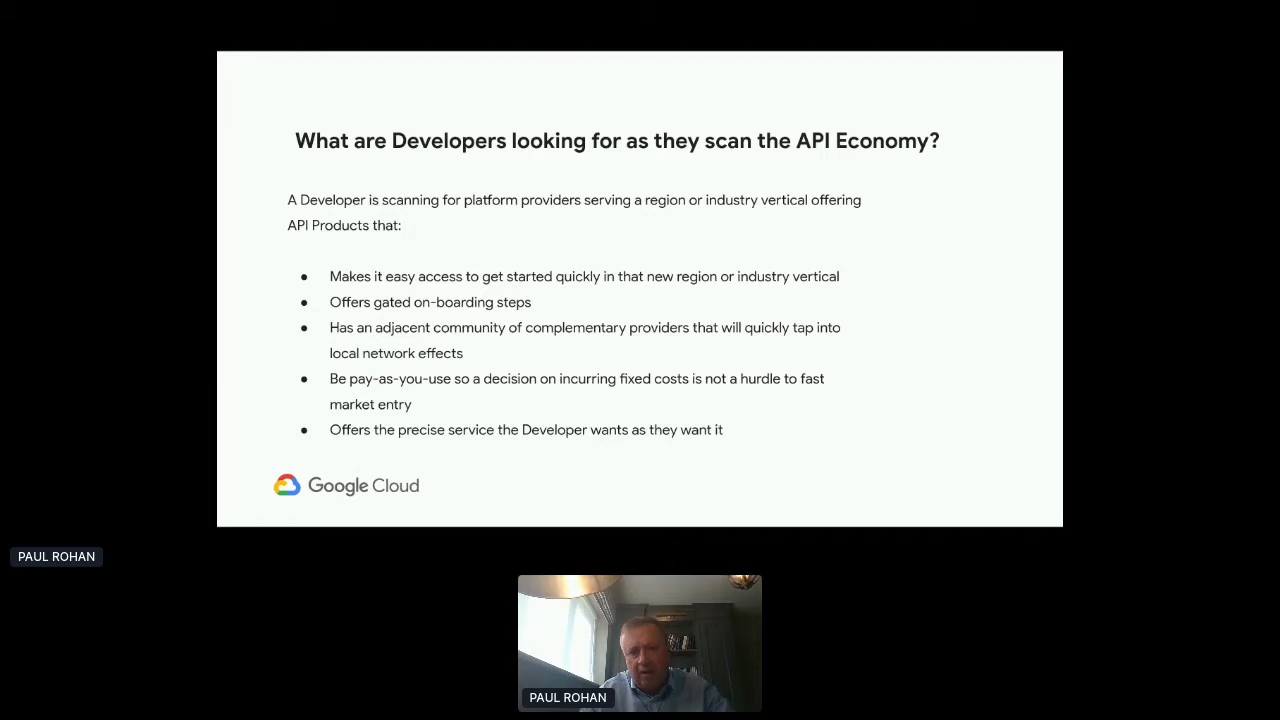 What are Developers looking for as they scan the API Economy?
A Developer is scanning for platform providers serving a region or industry vertical offering
API Products that:
● Makes it easy access to get started quickly in that new region or industry vertical
● Offers gated on-boarding steps
● Has an adjacent community of complementary providers that will quickly tap into
local network effects
● Be pay-as-you-use so a decision on incurring fixed costs is not a hurdle to fast
market entry
● Offers the precise service the Developer wants as they want it
Google Cloud
PAUL ROHAN
PAUL ROHAN